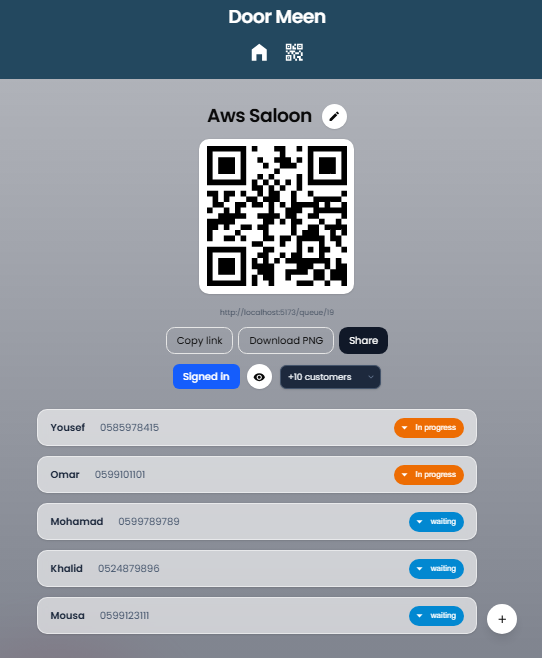 Door Meen
Aws Saloon
http://localhost:5173/queue/19
Copy link Download PNG Share
Signed in +10 customers
Yousef 0585978415 In progress
Omar 0599101101 In progress
Mohamad 0599789789 waiting
Khalid 0524879896 waiting
Mousa 0599123111 waiting
+